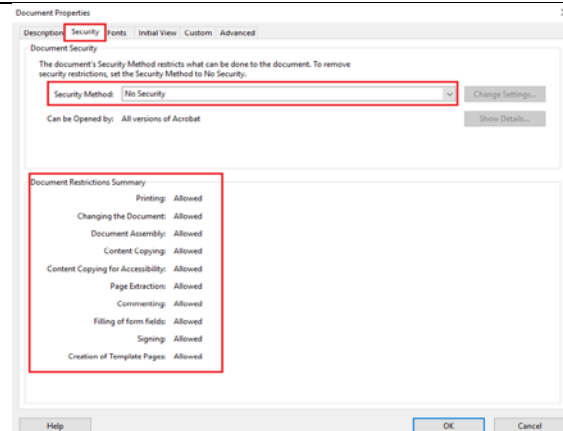 Document Properties
Description Security Fonts Initial View Custom Advanced
Document Security
The document's Security Method restricts what can be done to the document. To remove
security restrictions, set the Security Method to No Security.
Security Method: No Security Change Settings...
Can be Opened by: All versions of Acrobat Show Details...
Document Restrictions Summary
Printing: Allowed
Changing the Document: Allowed
Document Assembly: Allowed
Content Copying: Allowed
Content Copying for Accessibility: Allowed
Page Extraction: Allowed
Commenting: Allowed
Filling of form fields: Allowed
Signing: Allowed
Creation of Template Pages: Allowed
Help OK Cancel